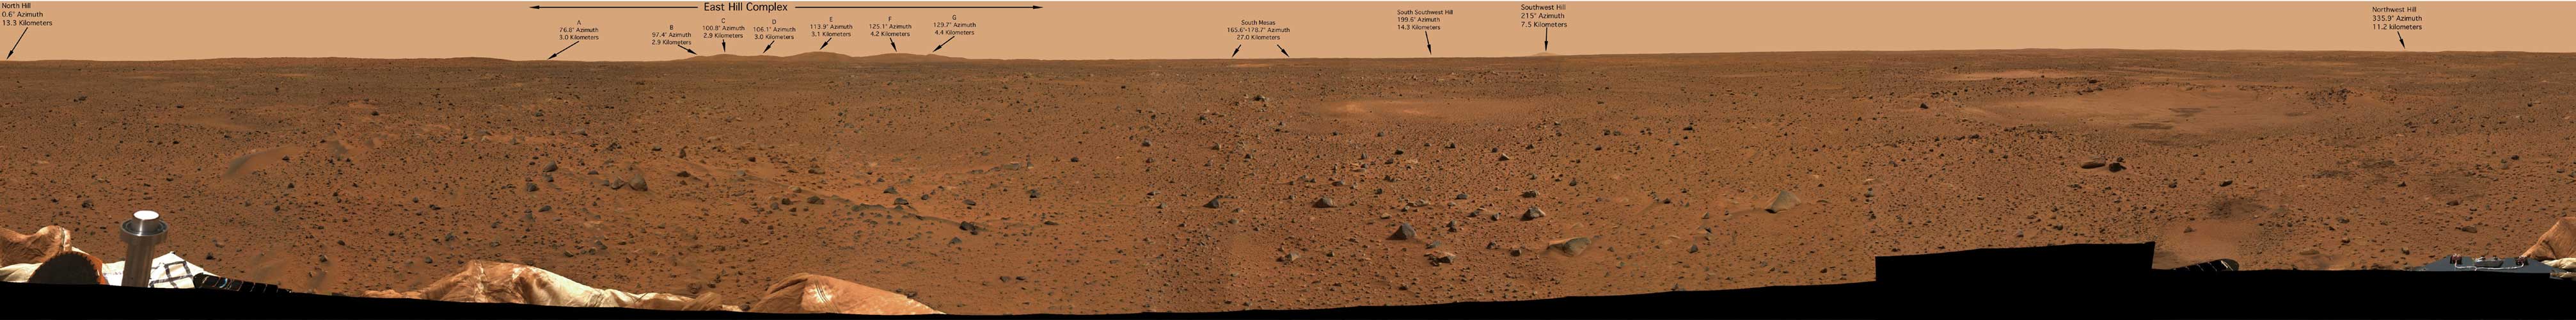 North Hill
0.6° Azimuth
13.3 Kilometers
East Hill Complex
A
76.8° Azimuth
3.0 Kilometers
B
97.4° Azimuth
2.9 Kilometers
C
100.8° Azimuth
2.9 Kilometers
D
106.1° Azimuth
3.0 Kilometers
E
113.9° Azimuth
3.1 Kilometers
F
125.1° Azimuth
4.2 Kilometers
G
129.7° Azimuth
4.4 Kilometers
South Mesas
165.6°-178.7° Azimuth
27.0 Kilometers
South Southwest Hill
199.6° Azimuth
14.3 Kilometers
Southwest Hill
215° Azimuth
7.5 Kilometers
Northwest Hill
335.9° Azimuth
11.2 kilometers